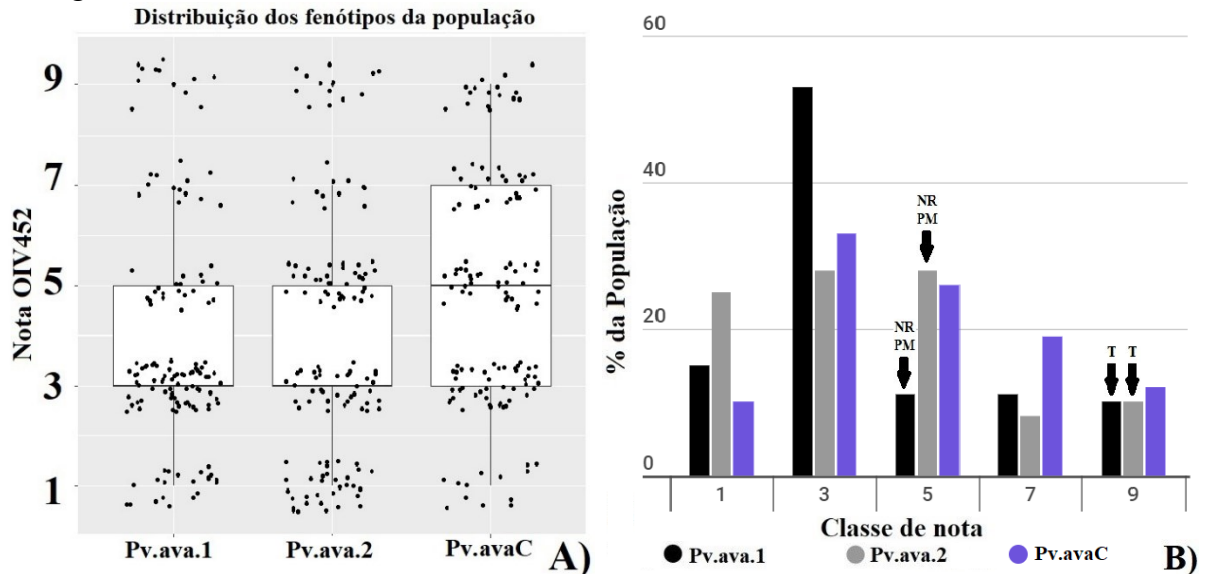 Distribuição dos fenótipos da população
Nota OIV452
9
7
5
3
1
Pv.ava.1 Pv.ava.2 Pv.avaC
A)
% da População
60
40
20
0
NR
PM
NR
PM
T T
1 3 5 7 9
Classe de nota
Pv.ava.1 Pv.ava.2 Pv.avaC
B)